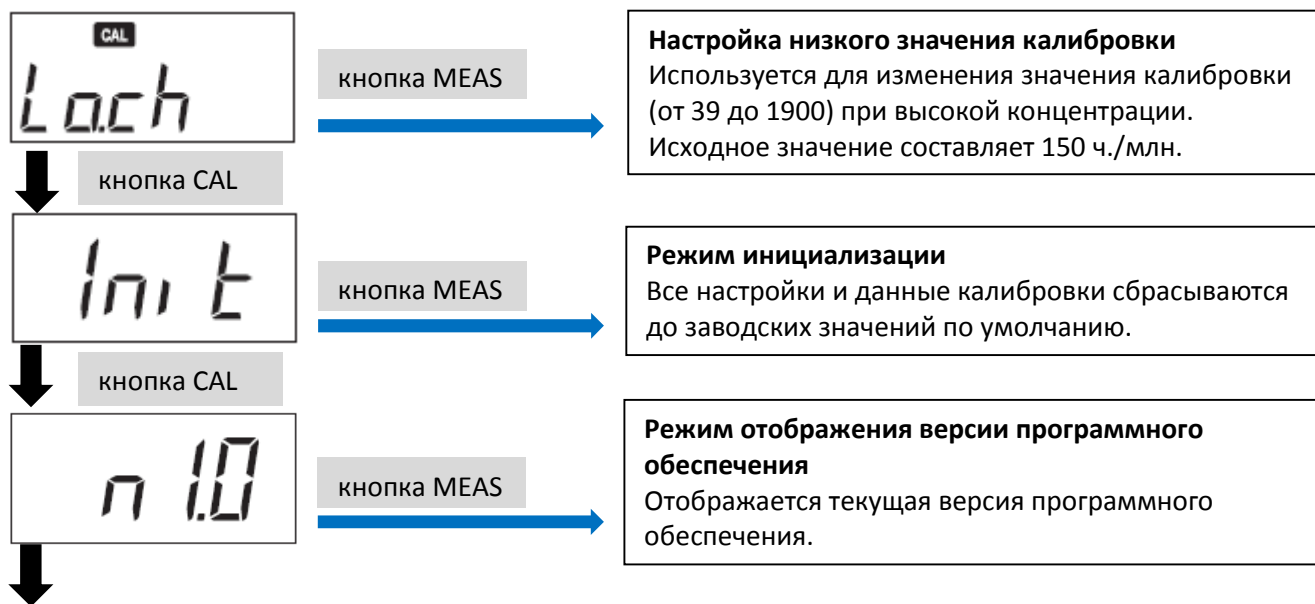 CAL
Lo.ch
кнопка MEAS
Настройка низкого значения калибровки
Используется для изменения значения калибровки
(от 39 до 1900) при высокой концентрации.
Исходное значение составляет 150 ч./млн.
кнопка CAL
Init
кнопка MEAS
Режим инициализации
Все настройки и данные калибровки сбрасываются
до заводских значений по умолчанию.
кнопка CAL
n 1.0
кнопка MEAS
Режим отображения версии программного
обеспечения
Отображается текущая версия программного
обеспечения.